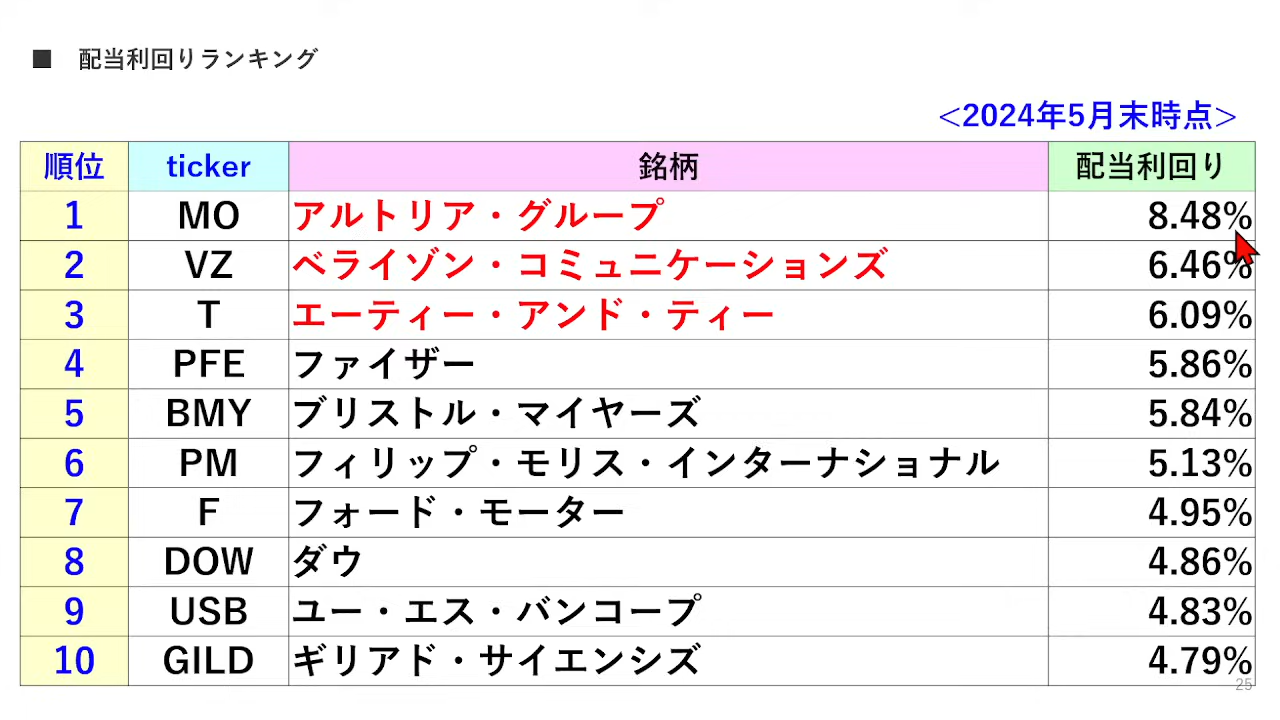 ■ 配当利回りランキング
<2024年5月末時点>
順位 ticker 銘柄 配当利回り
1 MO アルトリア・グループ 8.48%
2 VZ ベライゾン・コミュニケーションズ 6.46%
3 T エーティー・アンド・ティー 6.09%
4 PFE ファイザー 5.86%
5 BMY ブリストル・マイヤーズ 5.84%
6 PM フィリップ・モリス・インターナショナル 5.13%
7 F フォード・モーター 4.95%
8 DOW ダウ 4.86%
9 USB ユー・エス・バンコープ 4.83%
10 GILD ギリアド・サイエンシズ 4.79%
25